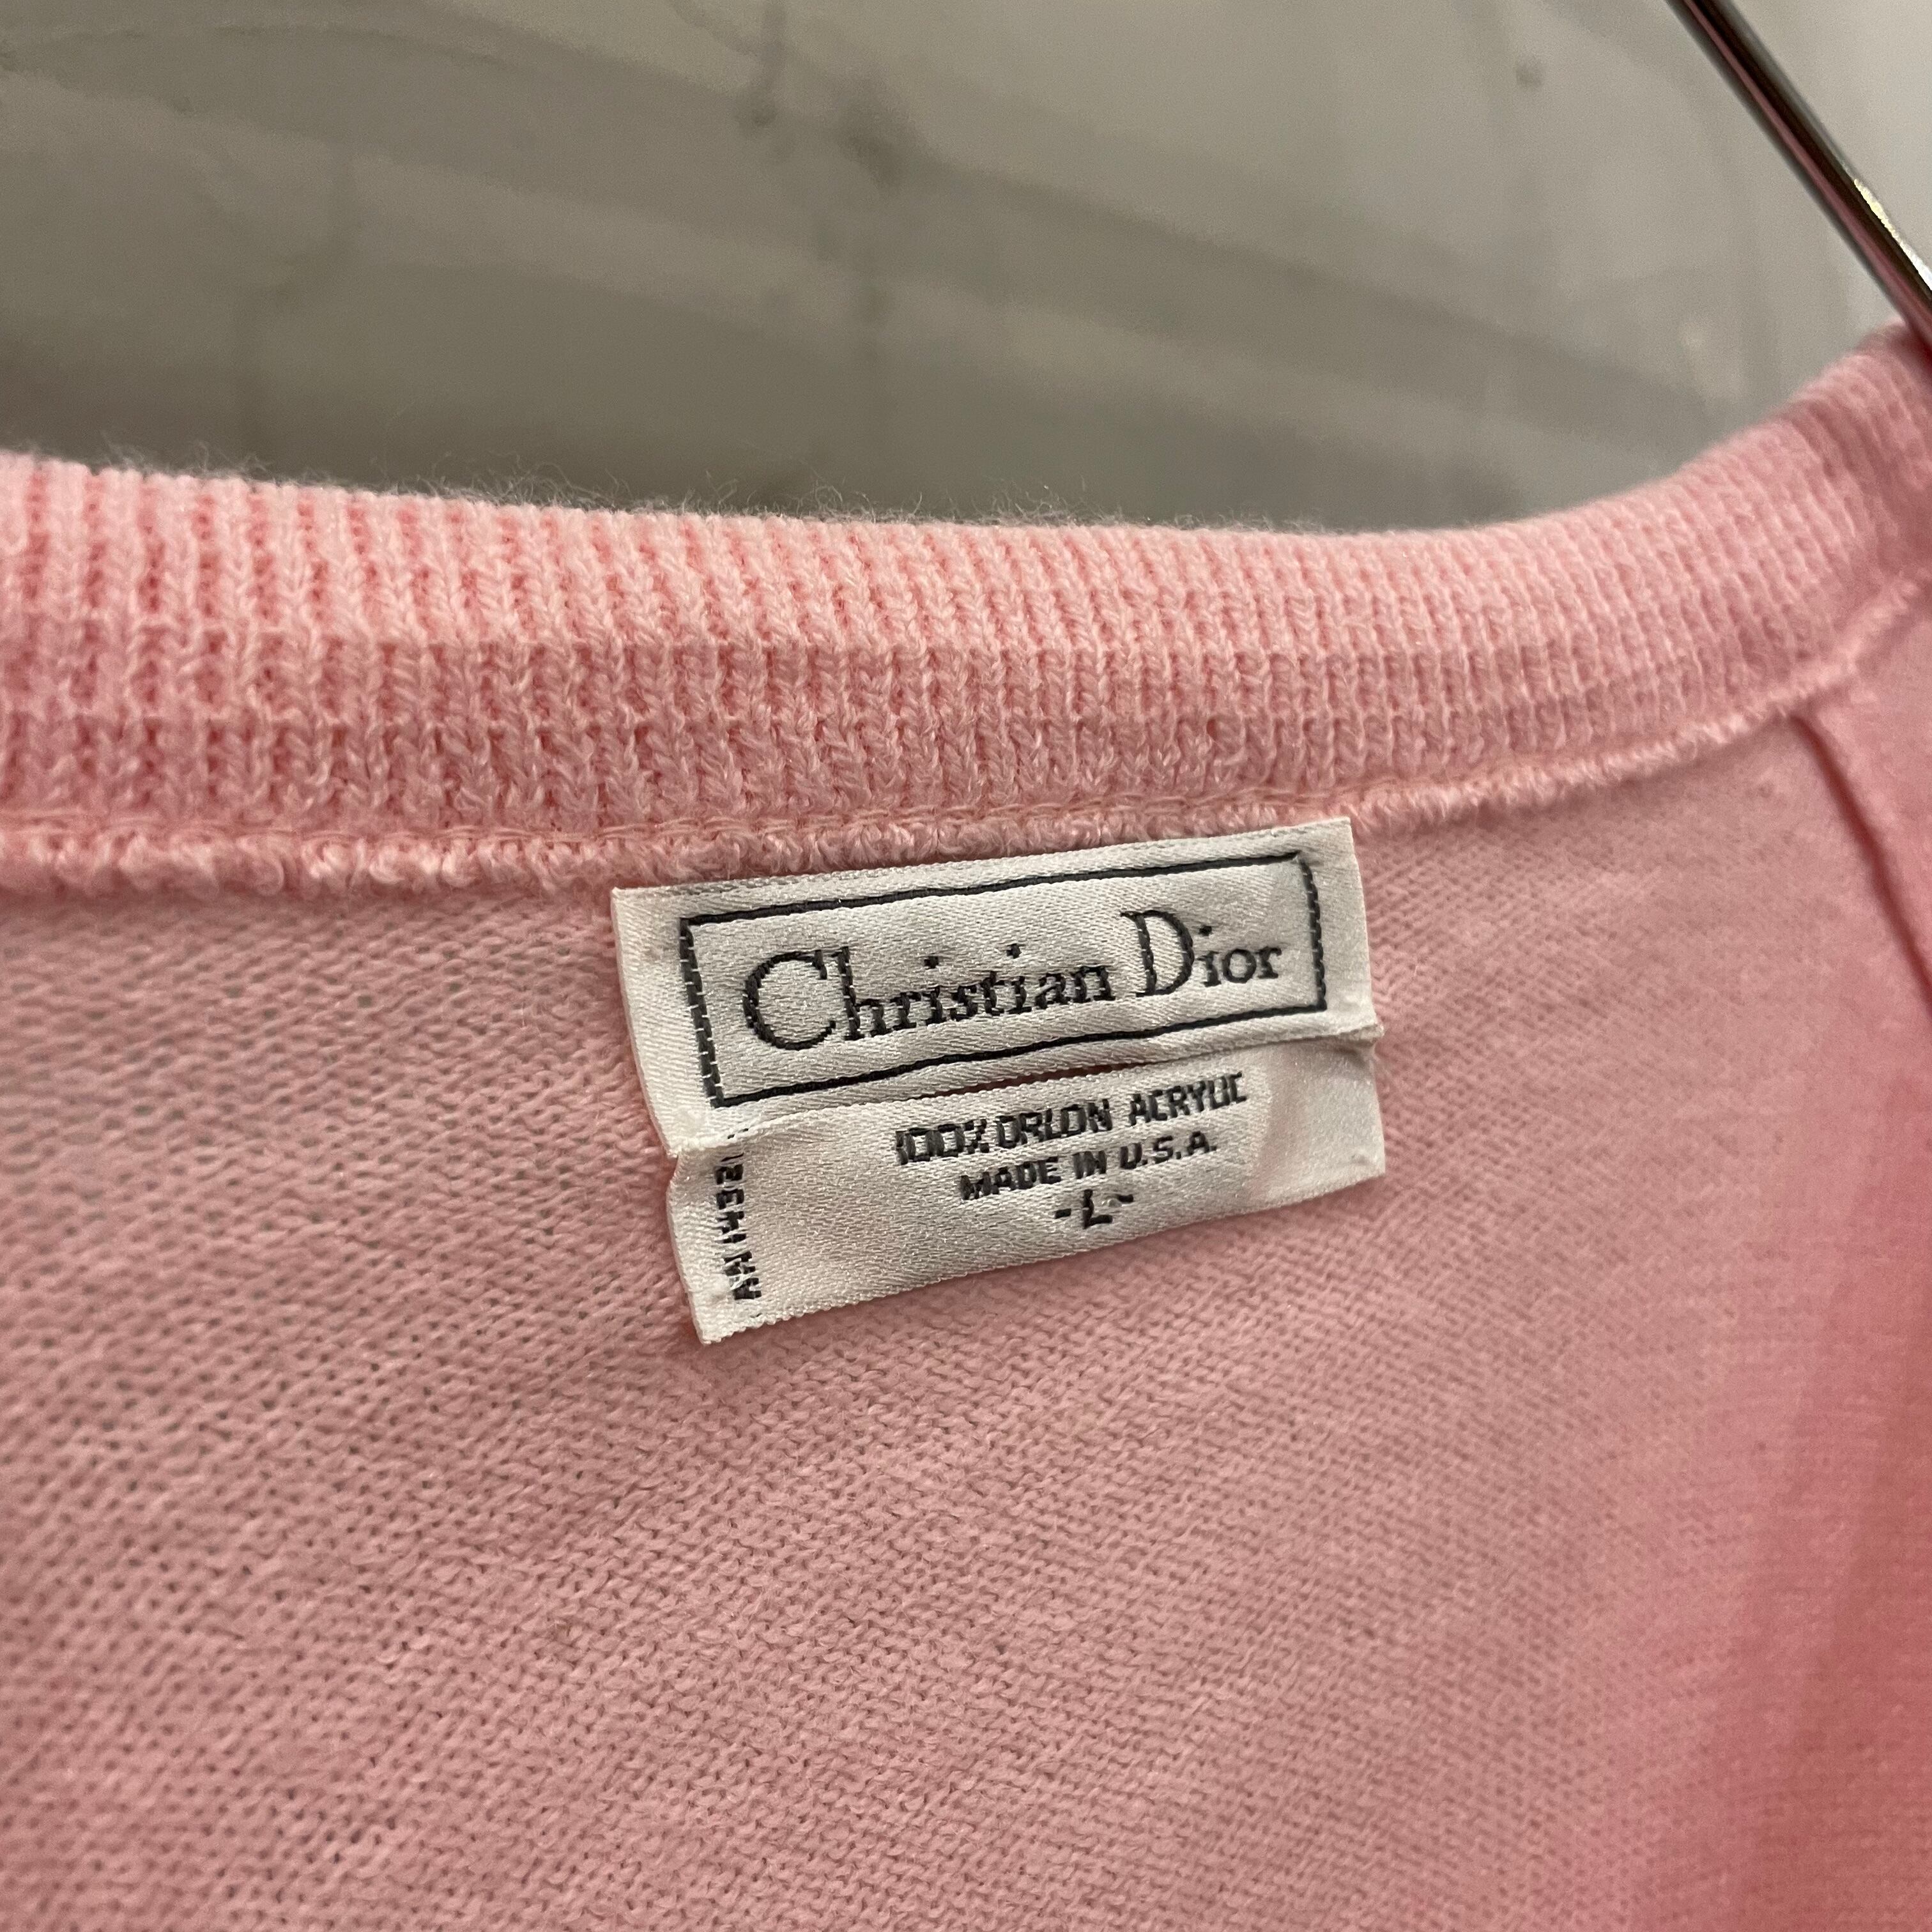 Christian Dior
100% ORLON ACRYLIC
MADE IN U.S.A.
-L-